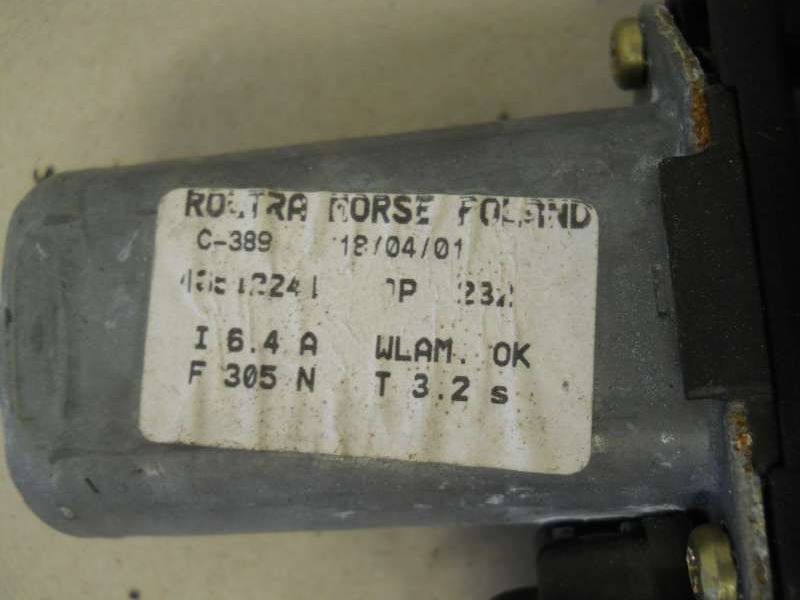 ROLTRA MORSE POLAND
C-389 18/04/01
I 6.4 A WLAM. OK
F 305 N T 3.2 s